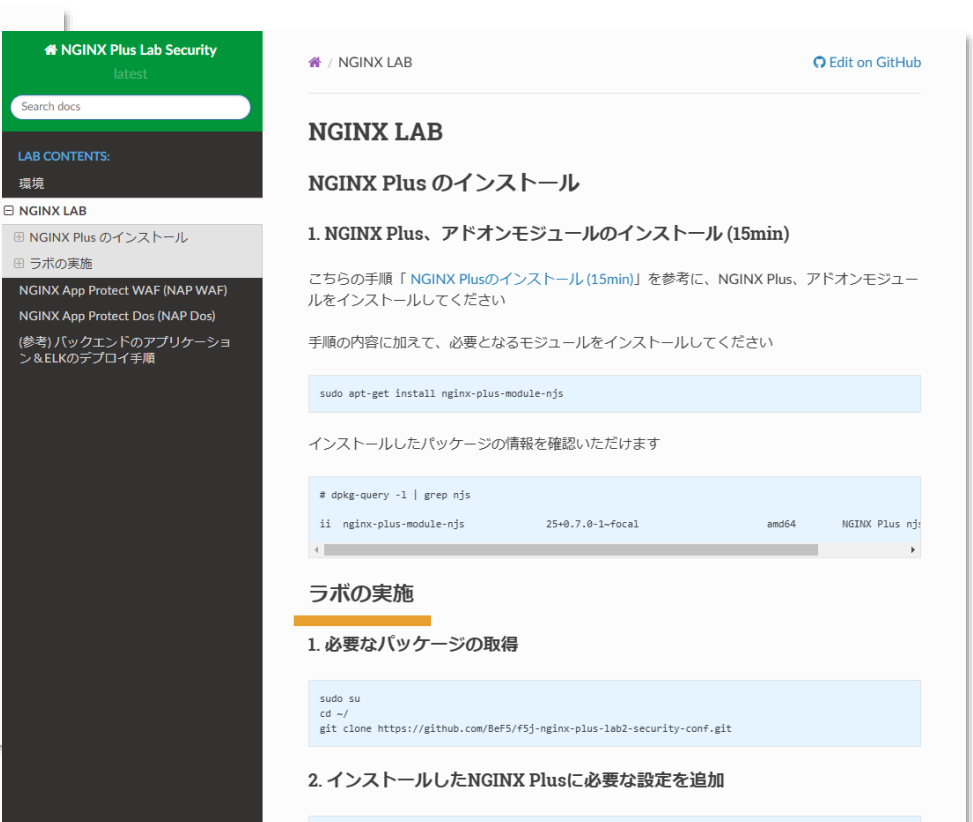 NGINX Plus Lab Security
latest
Search docs
LAB CONTENTS:
環境
NGINX LAB
NGINX Plus のインストール
ラボの実施
NGINX App Protect WAF (NAP WAF)
NGINX App Protect Dos (NAP Dos)
(参考) バックエンドのアプリケーショ
ン＆ELKのデプロイ手順
/ NGINX LAB
Edit on GitHub
NGINX LAB
NGINX Plus のインストール
1. NGINX Plus、アドオンモジュールのインストール (15min)
こちらの手順「 NGINX Plusのインストール (15min)」を参考に、NGINX Plus、アドオンモジュー
ルをインストールしてください
手順の内容に加えて、必要となるモジュールをインストールしてください
sudo apt-get install nginx-plus-module-njs
インストールしたパッケージの情報を確認いただけます
# dpkg-query -l | grep njs
ii nginx-plus-module-njs 25+0.7.0-1~focal amd64 NGINX Plus njs
ラボの実施
1. 必要なパッケージの取得
sudo su
cd ~/
git clone https://github.com/BeF5/f5j-nginx-plus-lab2-security-conf.git
2. インストールしたNGINX Plusに必要な設定を追加